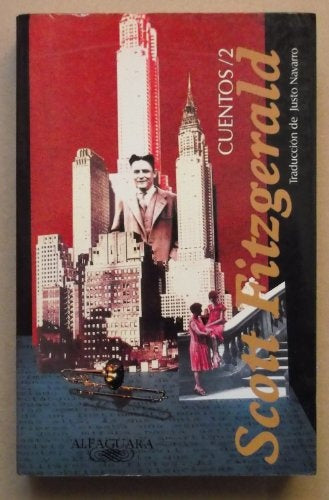 CUENTOS/2
Scott Fitzgerald
Traducción de Justo Navarro
ALFAGUARA